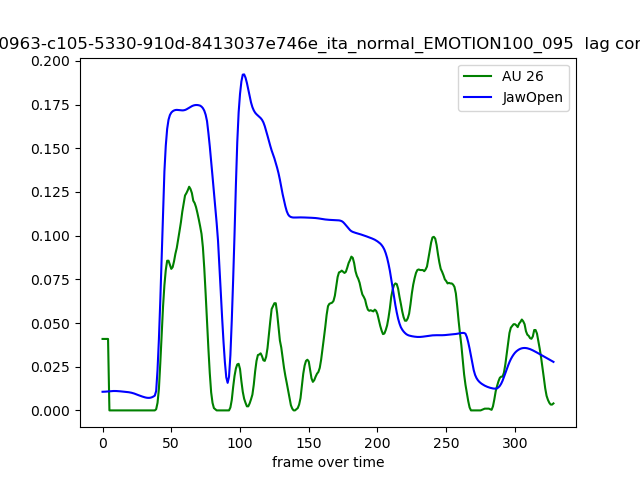 0963-c105-5330-910d-8413037e746e_ita_normal_EMOTION100_095  lag cor
0.200
0.175
0.150
0.125
0.100
0.075
0.050
0.025
0.000
AU 26
JawOpen
0 50 100 150 200 250 300
frame over time